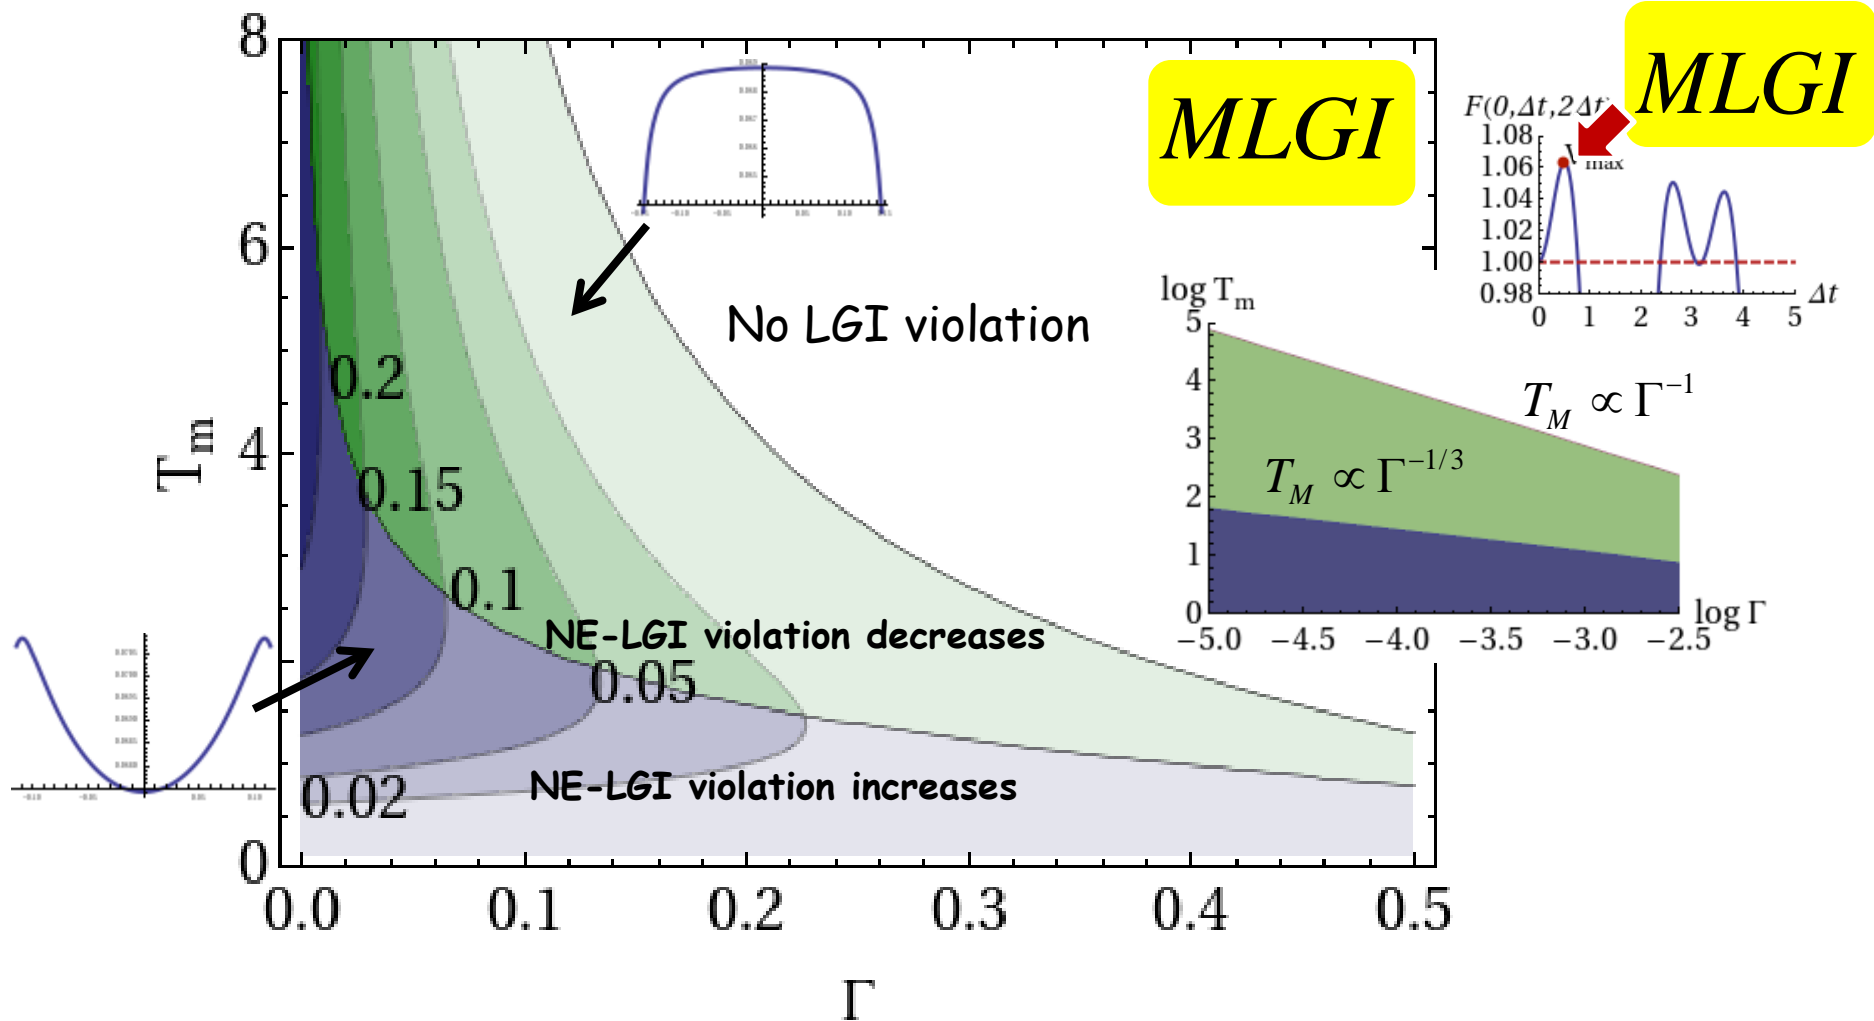 MLGI
MLGI
F(0,Δt,2Δt)
1.08
1.06
1.04
1.02
1.00
0.98
max
0 1 2 3 4 5
Δt
8
6
4
2
0
T_m
0.0 0.1 0.2 0.3 0.4 0.5
Γ
No LGI violation
0.2
0.15
0.1
0.05
0.02
NE-LGI violation decreases
NE-LGI violation increases
log T_m
5
4
3
2
1
0
T_M ∝ Γ^{-1}
T_M ∝ Γ^{-1/3}
−5.0 −4.5 −4.0 −3.5 −3.0 −2.5
log Γ